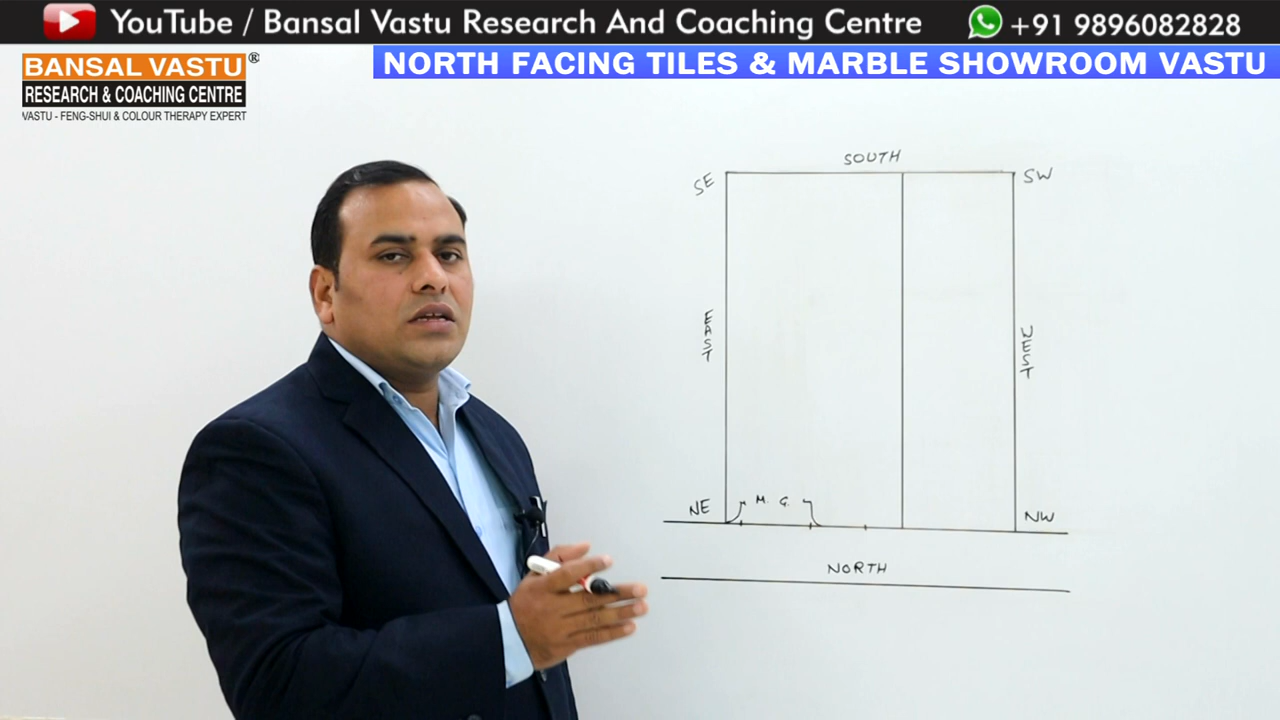 YouTube / Bansal Vastu Research And Coaching Centre +91 9896082828
BANSAL VASTU®
RESEARCH & COACHING CENTRE
VASTU - FENG-SHUI & COLOUR THERAPY EXPERT
NORTH FACING TILES & MARBLE SHOWROOM VASTU
SOUTH
SE
SW
EAST
WEST
NE
M. G.
NW
NORTH